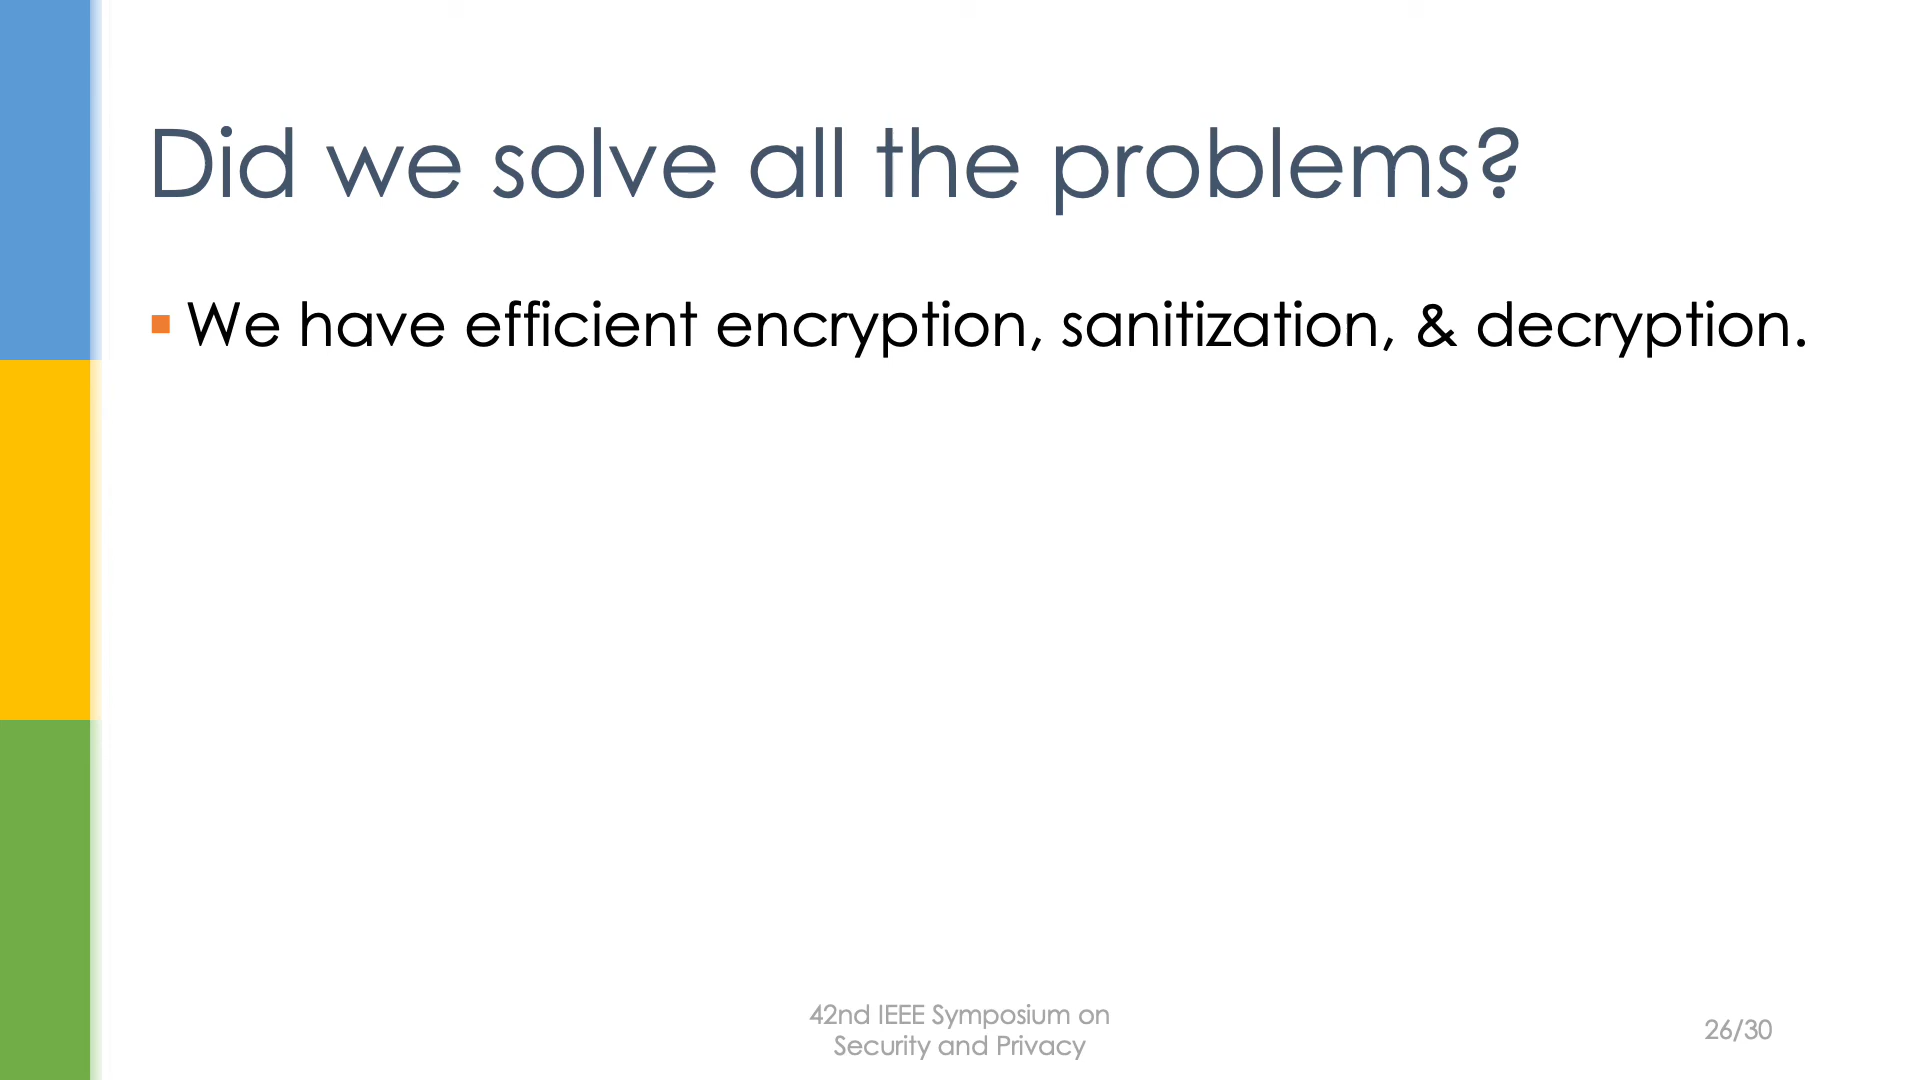 Did we solve all the problems?
We have efficient encryption, sanitization, & decryption.
42nd IEEE Symposium on
Security and Privacy
26/30